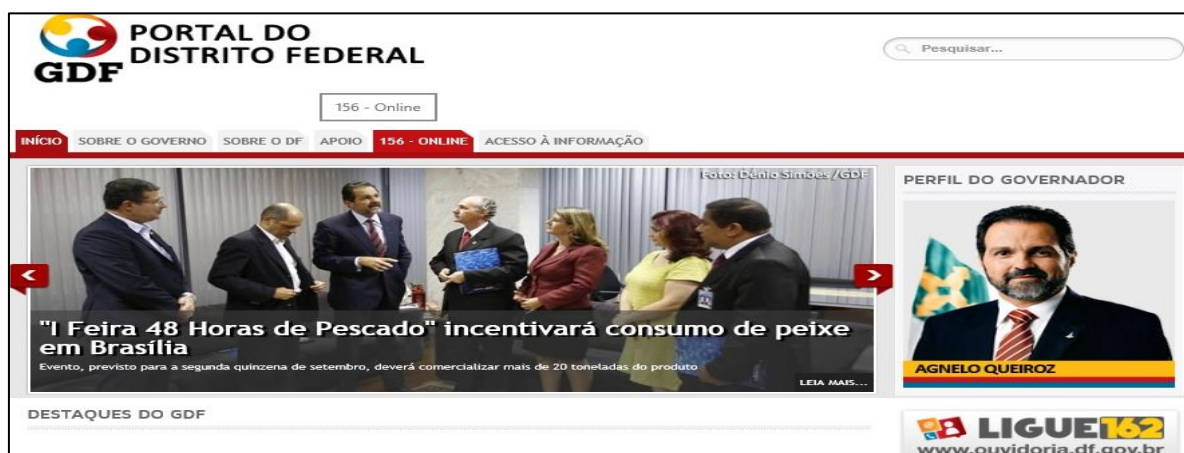 PORTAL DO
DISTRITO FEDERAL
GDF
Pesquisar...
156 - Online
INÍCIO SOBRE O GOVERNO SOBRE O DF APOIO 156 - ONLINE ACESSO À INFORMAÇÃO
Foto: Dênio Simões/GDF
PERFIL DO GOVERNADOR
"I Feira 48 Horas de Pescado" incentivará consumo de peixe
em Brasília
Evento, previsto para a segunda quinzena de setembro, deverá comercializar mais de 20 toneladas do produto
LEIA MAIS...
AGNELO QUEIROZ
DESTAQUES DO GDF
LIGUE162
www.ouvidoria.df.gov.br